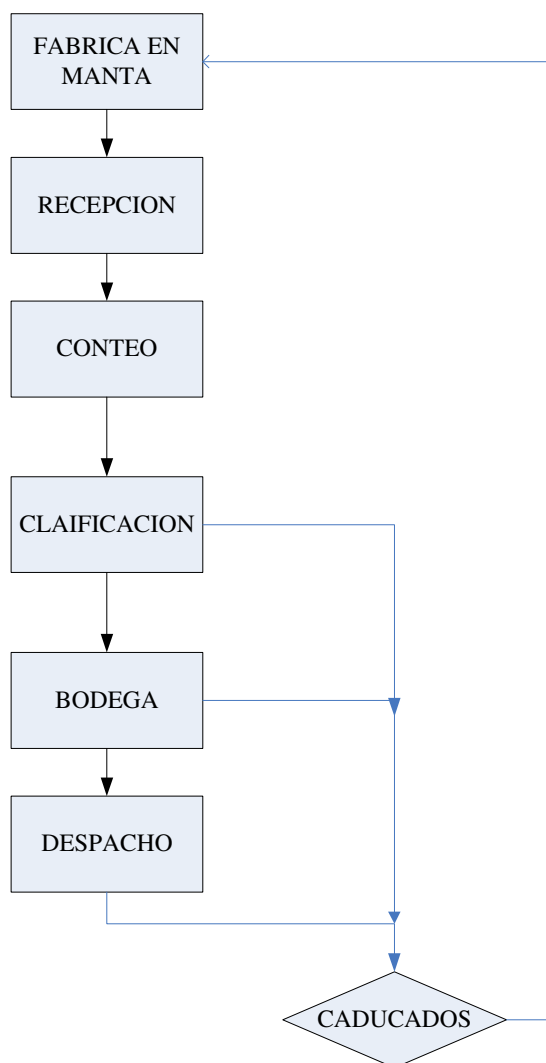 FABRICA EN
MANTA
RECEPCION
CONTEO
CLAIFICACION
BODEGA
DESPACHO
CADUCADOS